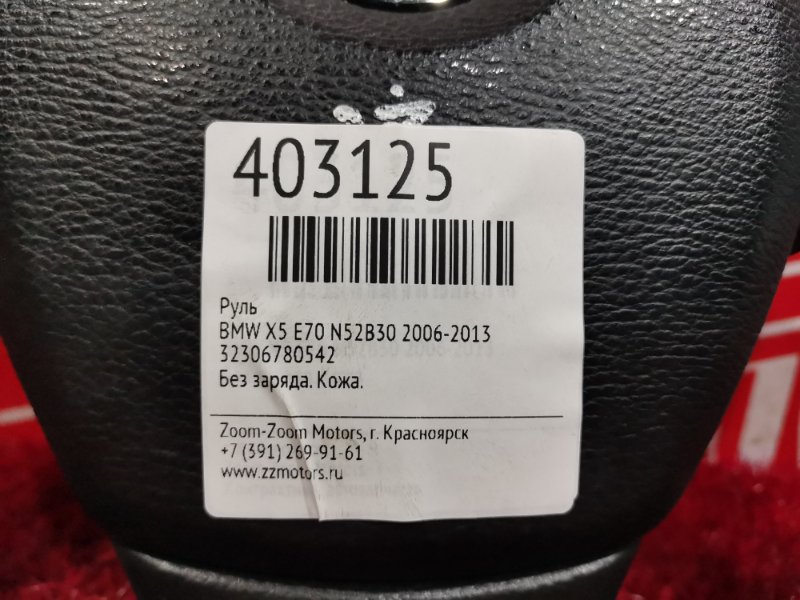 403125
Руль
BMW X5 E70 N52B30 2006-2013
32306780542
Без заряда. Кожа.
Zoom-Zoom Motors, г. Красноярск
+7 (391) 269-91-61
www.zzmotors.ru